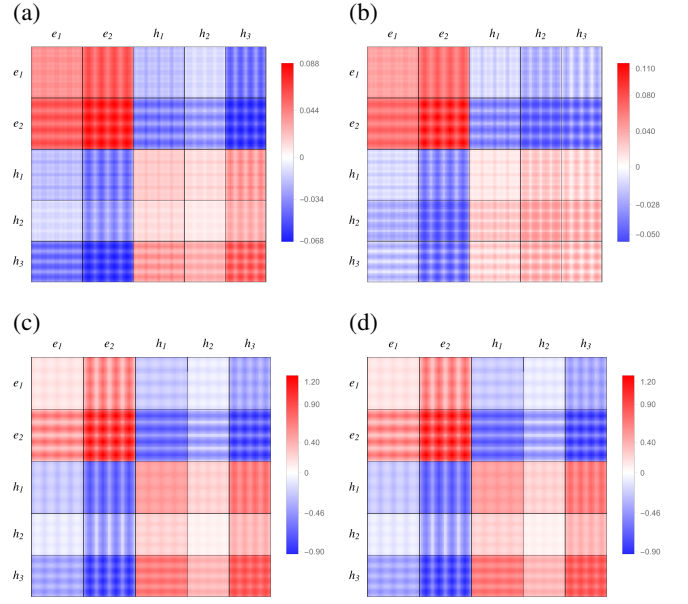 (a)
e1 e2 h1 h2 h3
e1
e2
h1
h2
h3
0.088
0.044
0
−0.034
−0.068
(b)
e1 e2 h1 h2 h3
e1
e2
h1
h2
h3
0.110
0.080
0.040
0
−0.028
−0.050
(c)
e1 e2 h1 h2 h3
e1
e2
h1
h2
h3
1.20
0.80
0.40
0
−0.46
−0.90
(d)
e1 e2 h1 h2 h3
e1
e2
h1
h2
h3
1.20
0.80
0.40
0
−0.46
−0.90